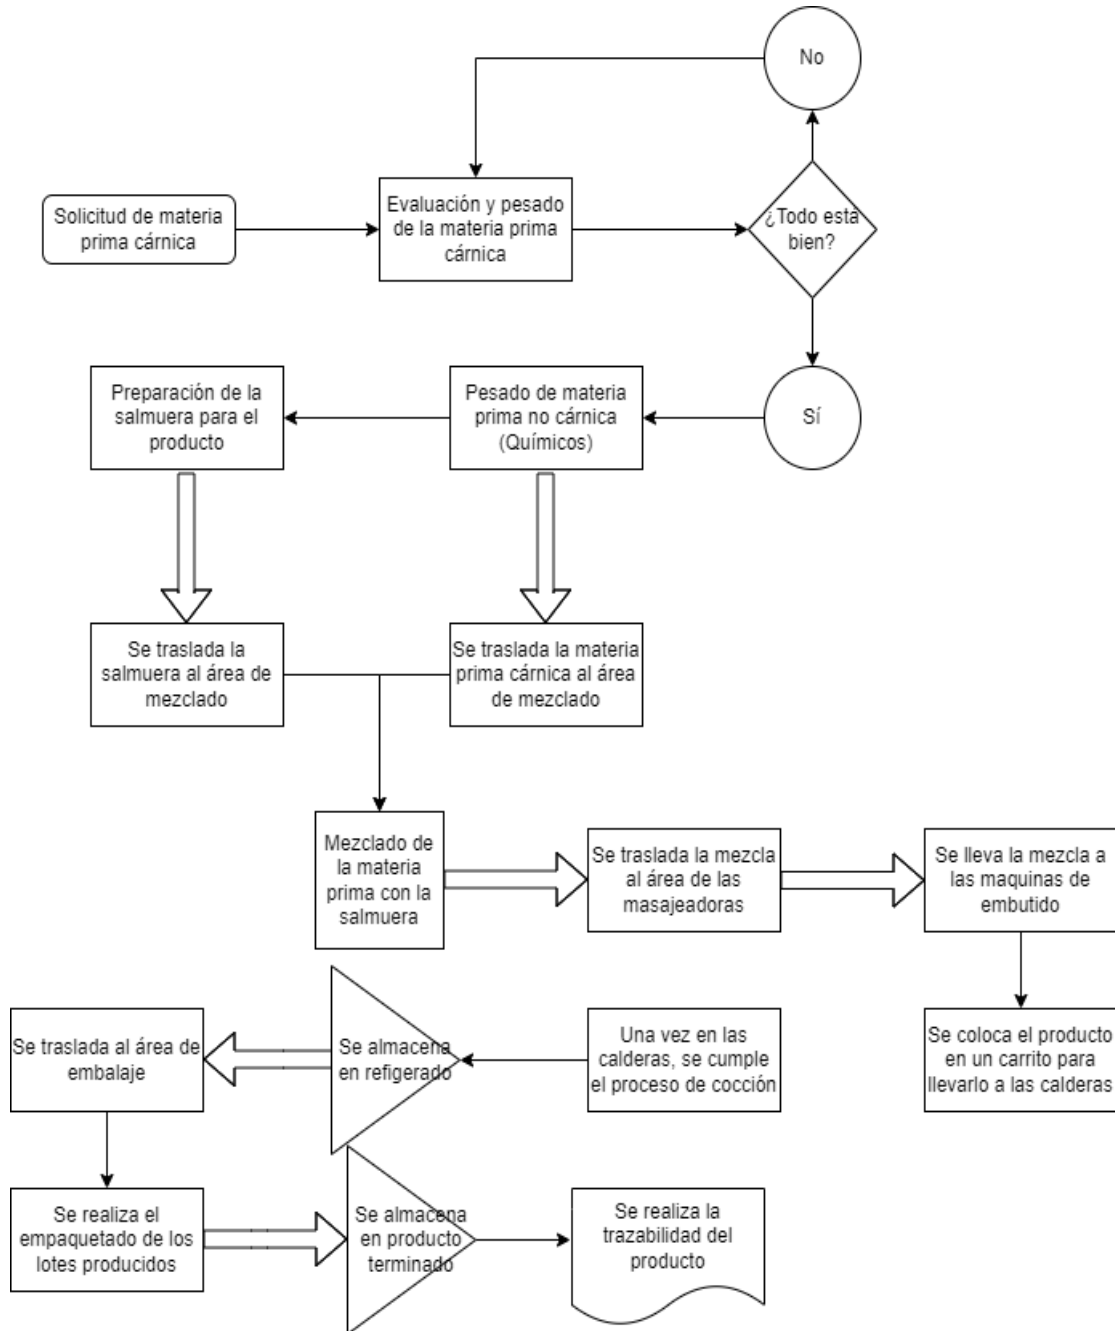 No
Solicitud de materia
prima cárnica
Evaluación y pesado
de la materia prima
cárnica
¿Todo está
bien?
Preparación de la
salmuera para el
producto
Pesado de materia
prima no cárnica
(Químicos)
Sí
Se traslada la
salmuera al área de
mezclado
Se traslada la materia
prima cárnica al área
de mezclado
Mezclado de
la materia
prima con la
salmuera
Se traslada la mezcla
al área de las
masajeadoras
Se lleva la mezcla a
las maquinas de
embutido
Se traslada al área de
embalaje
Se almacena
en refigerado
Una vez en las
calderas, se cumple
el proceso de cocción
Se coloca el producto
en un carrito para
llevarlo a las calderas
Se realiza el
empaquetado de los
lotes producidos
Se almacena
en producto
terminado
Se realiza la
trazabilidad del
producto